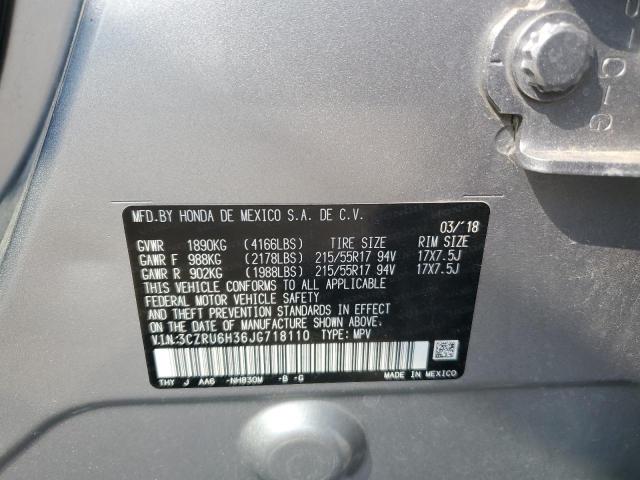 MFD.BY HONDA DE MEXICO S.A. DE C.V. 03/'18
GVWR 1890KG (4166LBS) TIRE SIZE RIM SIZE
GAWR F 988KG (2178LBS) 215/55R17 94V 17X7.5J
GAWR R 902KG (1988LBS) 215/55R17 94V 17X7.5J
THIS VEHICLE CONFORMS TO ALL APPLICABLE
FEDERAL MOTOR VEHICLE SAFETY
AND THEFT PREVENTION STANDARDS IN EFFECT
ON THE DATE OF MANUFACTURE SHOWN ABOVE.
V.I.N.:3CZRU6H36JG718110 TYPE: MPV
THY J AA6 -NH830M -B -G MADE IN MEXICO